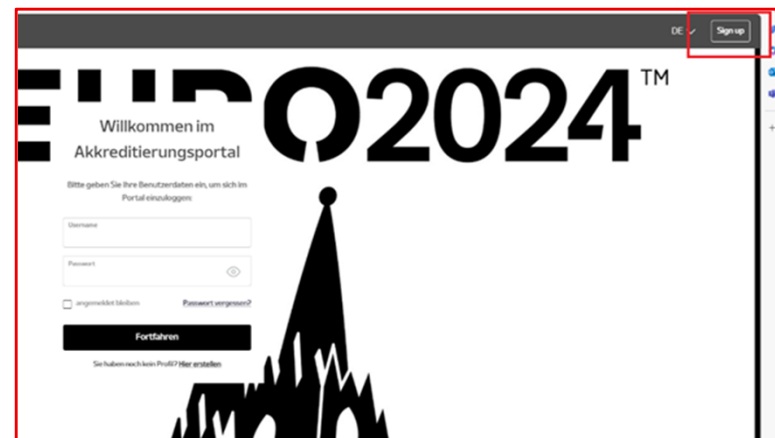 DE
Sign up
EURO2024™
Willkommen im
Akkreditierungsportal
Bitte geben Sie Ihre Benutzerdaten ein, um sich im
Portal einzuloggen:
Username
Passwort
angemeldet bleiben Passwort vergessen?
Fortfahren
Sie haben noch kein Profil? Hier erstellen